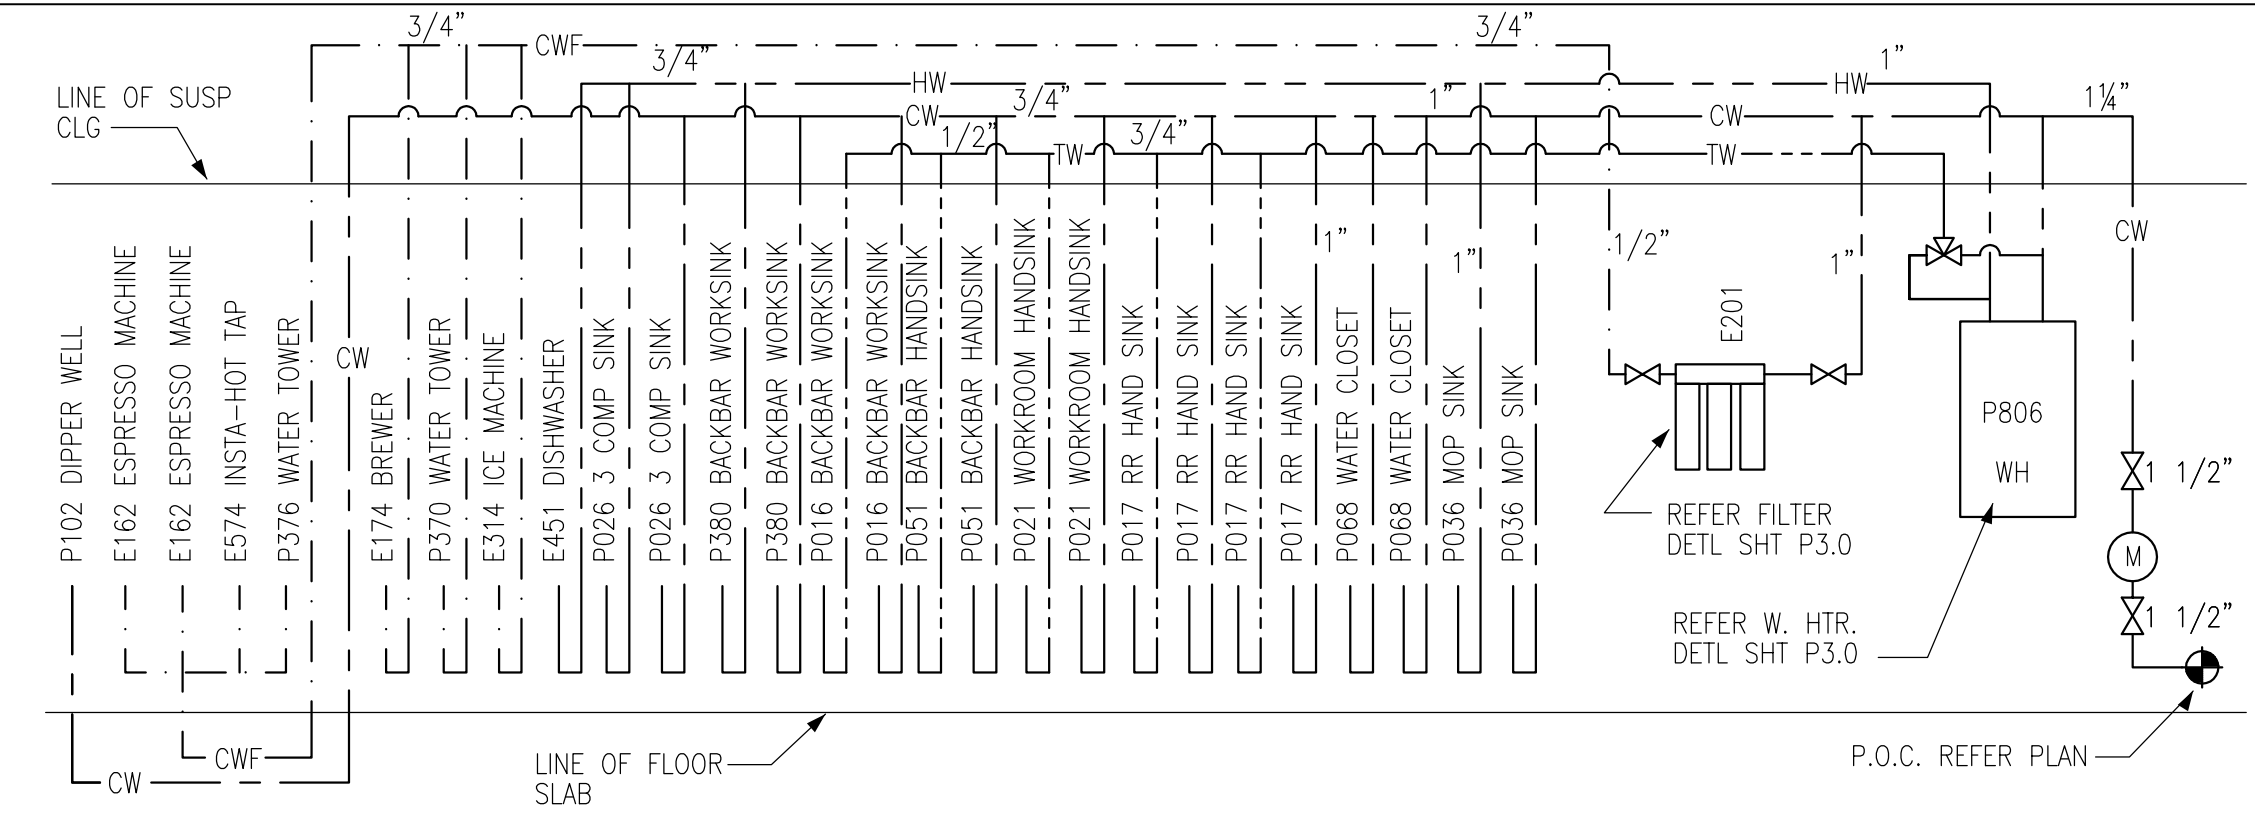 3/4"
CWF
3/4"
3/4"
HW
1"
HW
1"
LINE OF SUSP
CLG
3/4"
CW
CW
1¼"
1/2"
TW
3/4"
TW
CW
1"
1"
1/2"
1"
CW
P102 DIPPER WELL
E162 ESPRESSO MACHINE
E162 ESPRESSO MACHINE
E574 INSTA-HOT TAP
P376 WATER TOWER
E174 BREWER
P370 WATER TOWER
E314 ICE MACHINE
E451 DISHWASHER
P026 3 COMP SINK
P026 3 COMP SINK
P380 BACKBAR WORKSINK
P380 BACKBAR WORKSINK
P016 BACKBAR WORKSINK
P016 BACKBAR WORKSINK
P051 BACKBAR HANDSINK
P051 BACKBAR HANDSINK
P021 WORKROOM HANDSINK
P021 WORKROOM HANDSINK
P017 RR HAND SINK
P017 RR HAND SINK
P017 RR HAND SINK
P017 RR HAND SINK
P068 WATER CLOSET
P068 WATER CLOSET
P036 MOP SINK
P036 MOP SINK
E201
P806
WH
1 1/2"
REFER FILTER
DETL SHT P3.0
M
1 1/2"
REFER W. HTR.
DETL SHT P3.0
CWF
CW
LINE OF FLOOR
SLAB
P.O.C. REFER PLAN